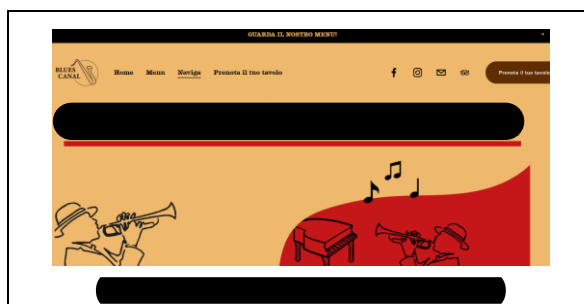 GUARDA IL NOSTRO MENU!
BLUES
CANAL
Home Menu Naviga Prenota il tuo tavolo
Prenota il tuo tavolo